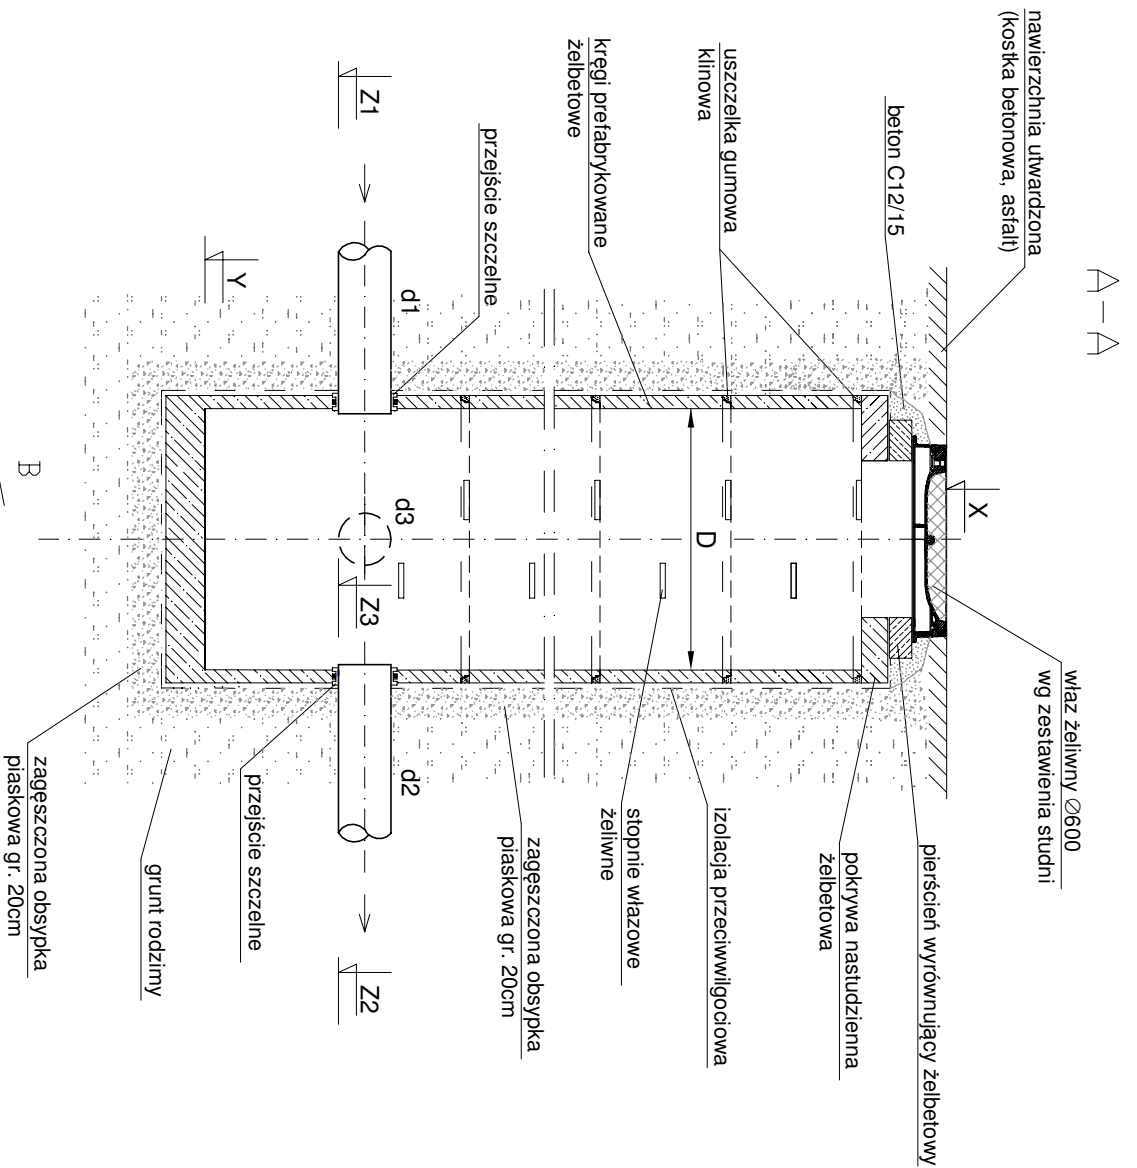 A-A
nawierzchnia utwardzona
(kostka betonowa, asfalt)
właz żeliwny ∅600
wg zestawienia studni
X
beton C12/15
pierścień wyrównujący żelbetowy
pokrywa nastudzienna
żelbetowa
uszczelka gumowa
klinowa
D
izolacja przeciwwilgociowa
kręgi prefabrykowane
żelbetowe
stopnie włazowe
żeliwne
zagęszczona obsypka
piaskowa gr. 20cm
przejście szczelne
d1
d3
d2
Z1
Z3
Z2
Y
przejście szczelne
grunt rodzimy
zagęszczona obsypka
piaskowa gr. 20cm
B